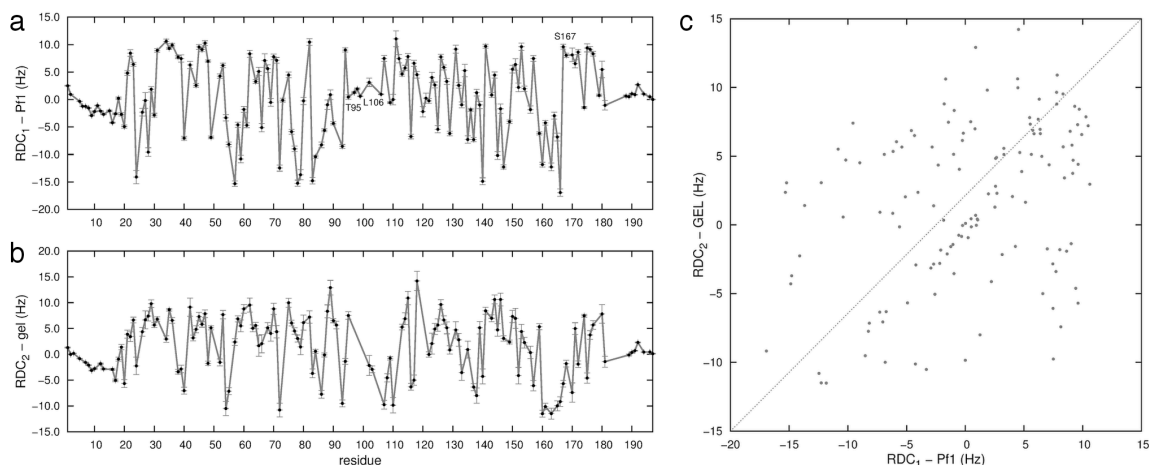 a
RDC1 − Pf1 (Hz)
15.0
10.0
5.0
0.0
−5.0
−10.0
−15.0
−20.0
S167
T95
L106
10 20 30 40 50 60 70 80 90 100 110 120 130 140 150 160 170 180 190
b
RDC2 − gel (Hz)
20.0
15.0
10.0
5.0
0.0
−5.0
−10.0
−15.0
10 20 30 40 50 60 70 80 90 100 110 120 130 140 150 160 170 180 190
residue
c
RDC2 − GEL (Hz)
15
10
5
0
−5
−10
−15
−20 −15 −10 −5 0 5 10 15
RDC1 − Pf1 (Hz)